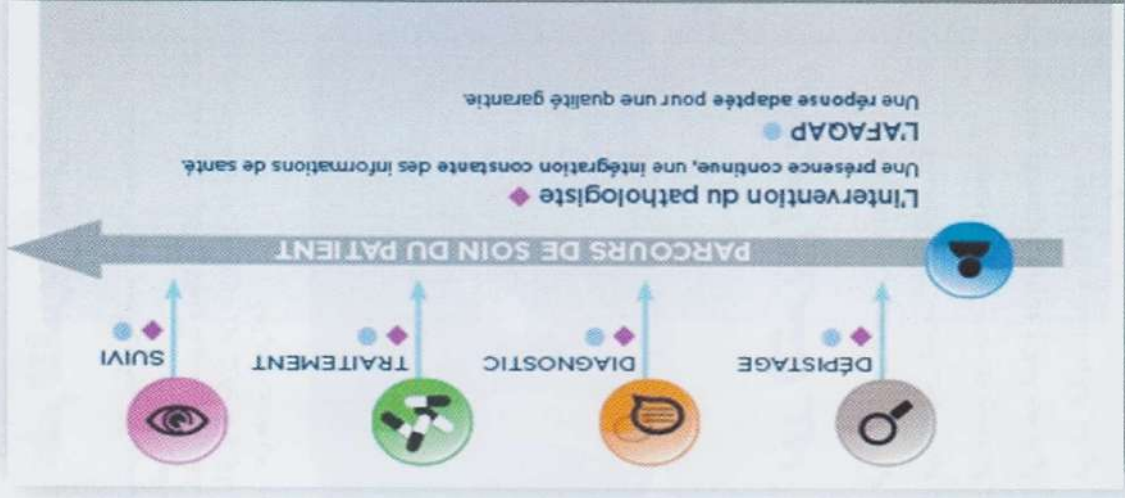 DÉPISTAGE
DIAGNOSTIC
TRAITEMENT
SUIVI
PARCOURS DE SOIN DU PATIENT
L'intervention du pathologiste
Une présence continue, une intégration constante des informations de santé.
L'AFAQAP
Une réponse adaptée pour une qualité garantie.